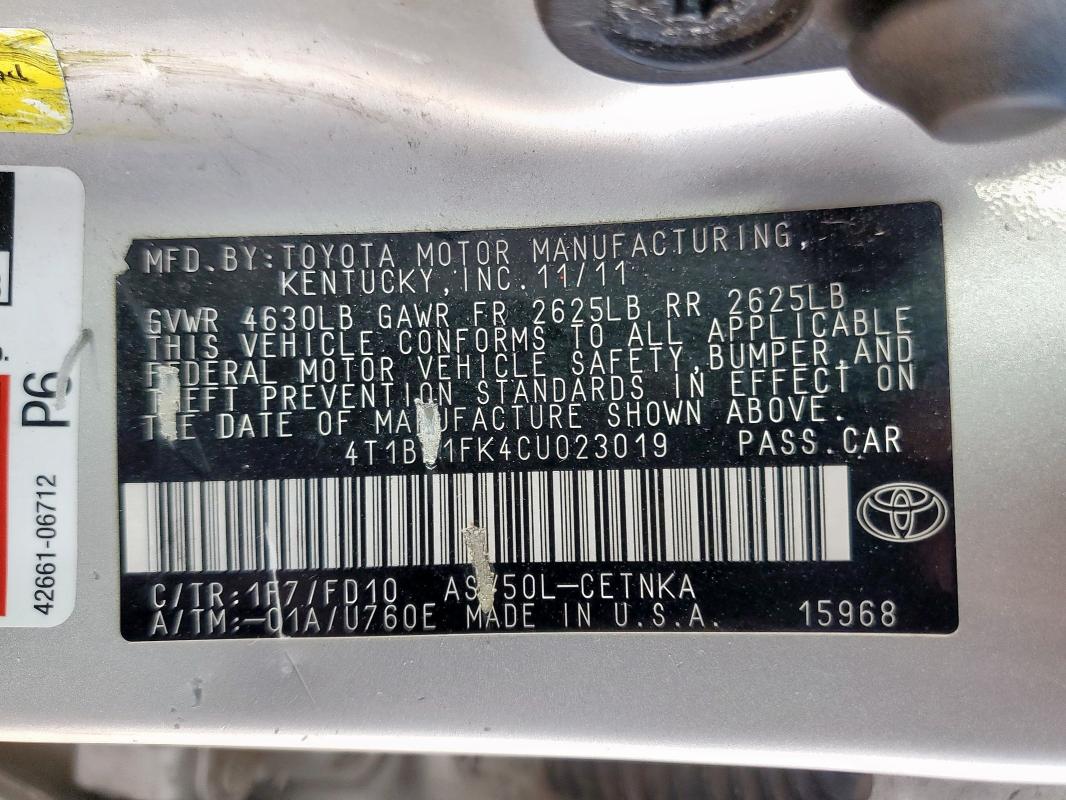 MFD.BY:TOYOTA MOTOR MANUFACTURING,
KENTUCKY,INC.11/11
GVWR 4630LB GAWR FR 2625LB RR 2625LB
THIS VEHICLE CONFORMS TO ALL APPLICABLE
FEDERAL MOTOR VEHICLE SAFETY,BUMPER,AND
THEFT PREVENTION STANDARDS IN EFFECT ON
THE DATE OF MANUFACTURE SHOWN ABOVE.
PASS.CAR
C/TR:1F7/FD10 ASV50L-CETNKA
A/TM:-01A/U760E MADE IN U.S.A. 15968
42661-06712